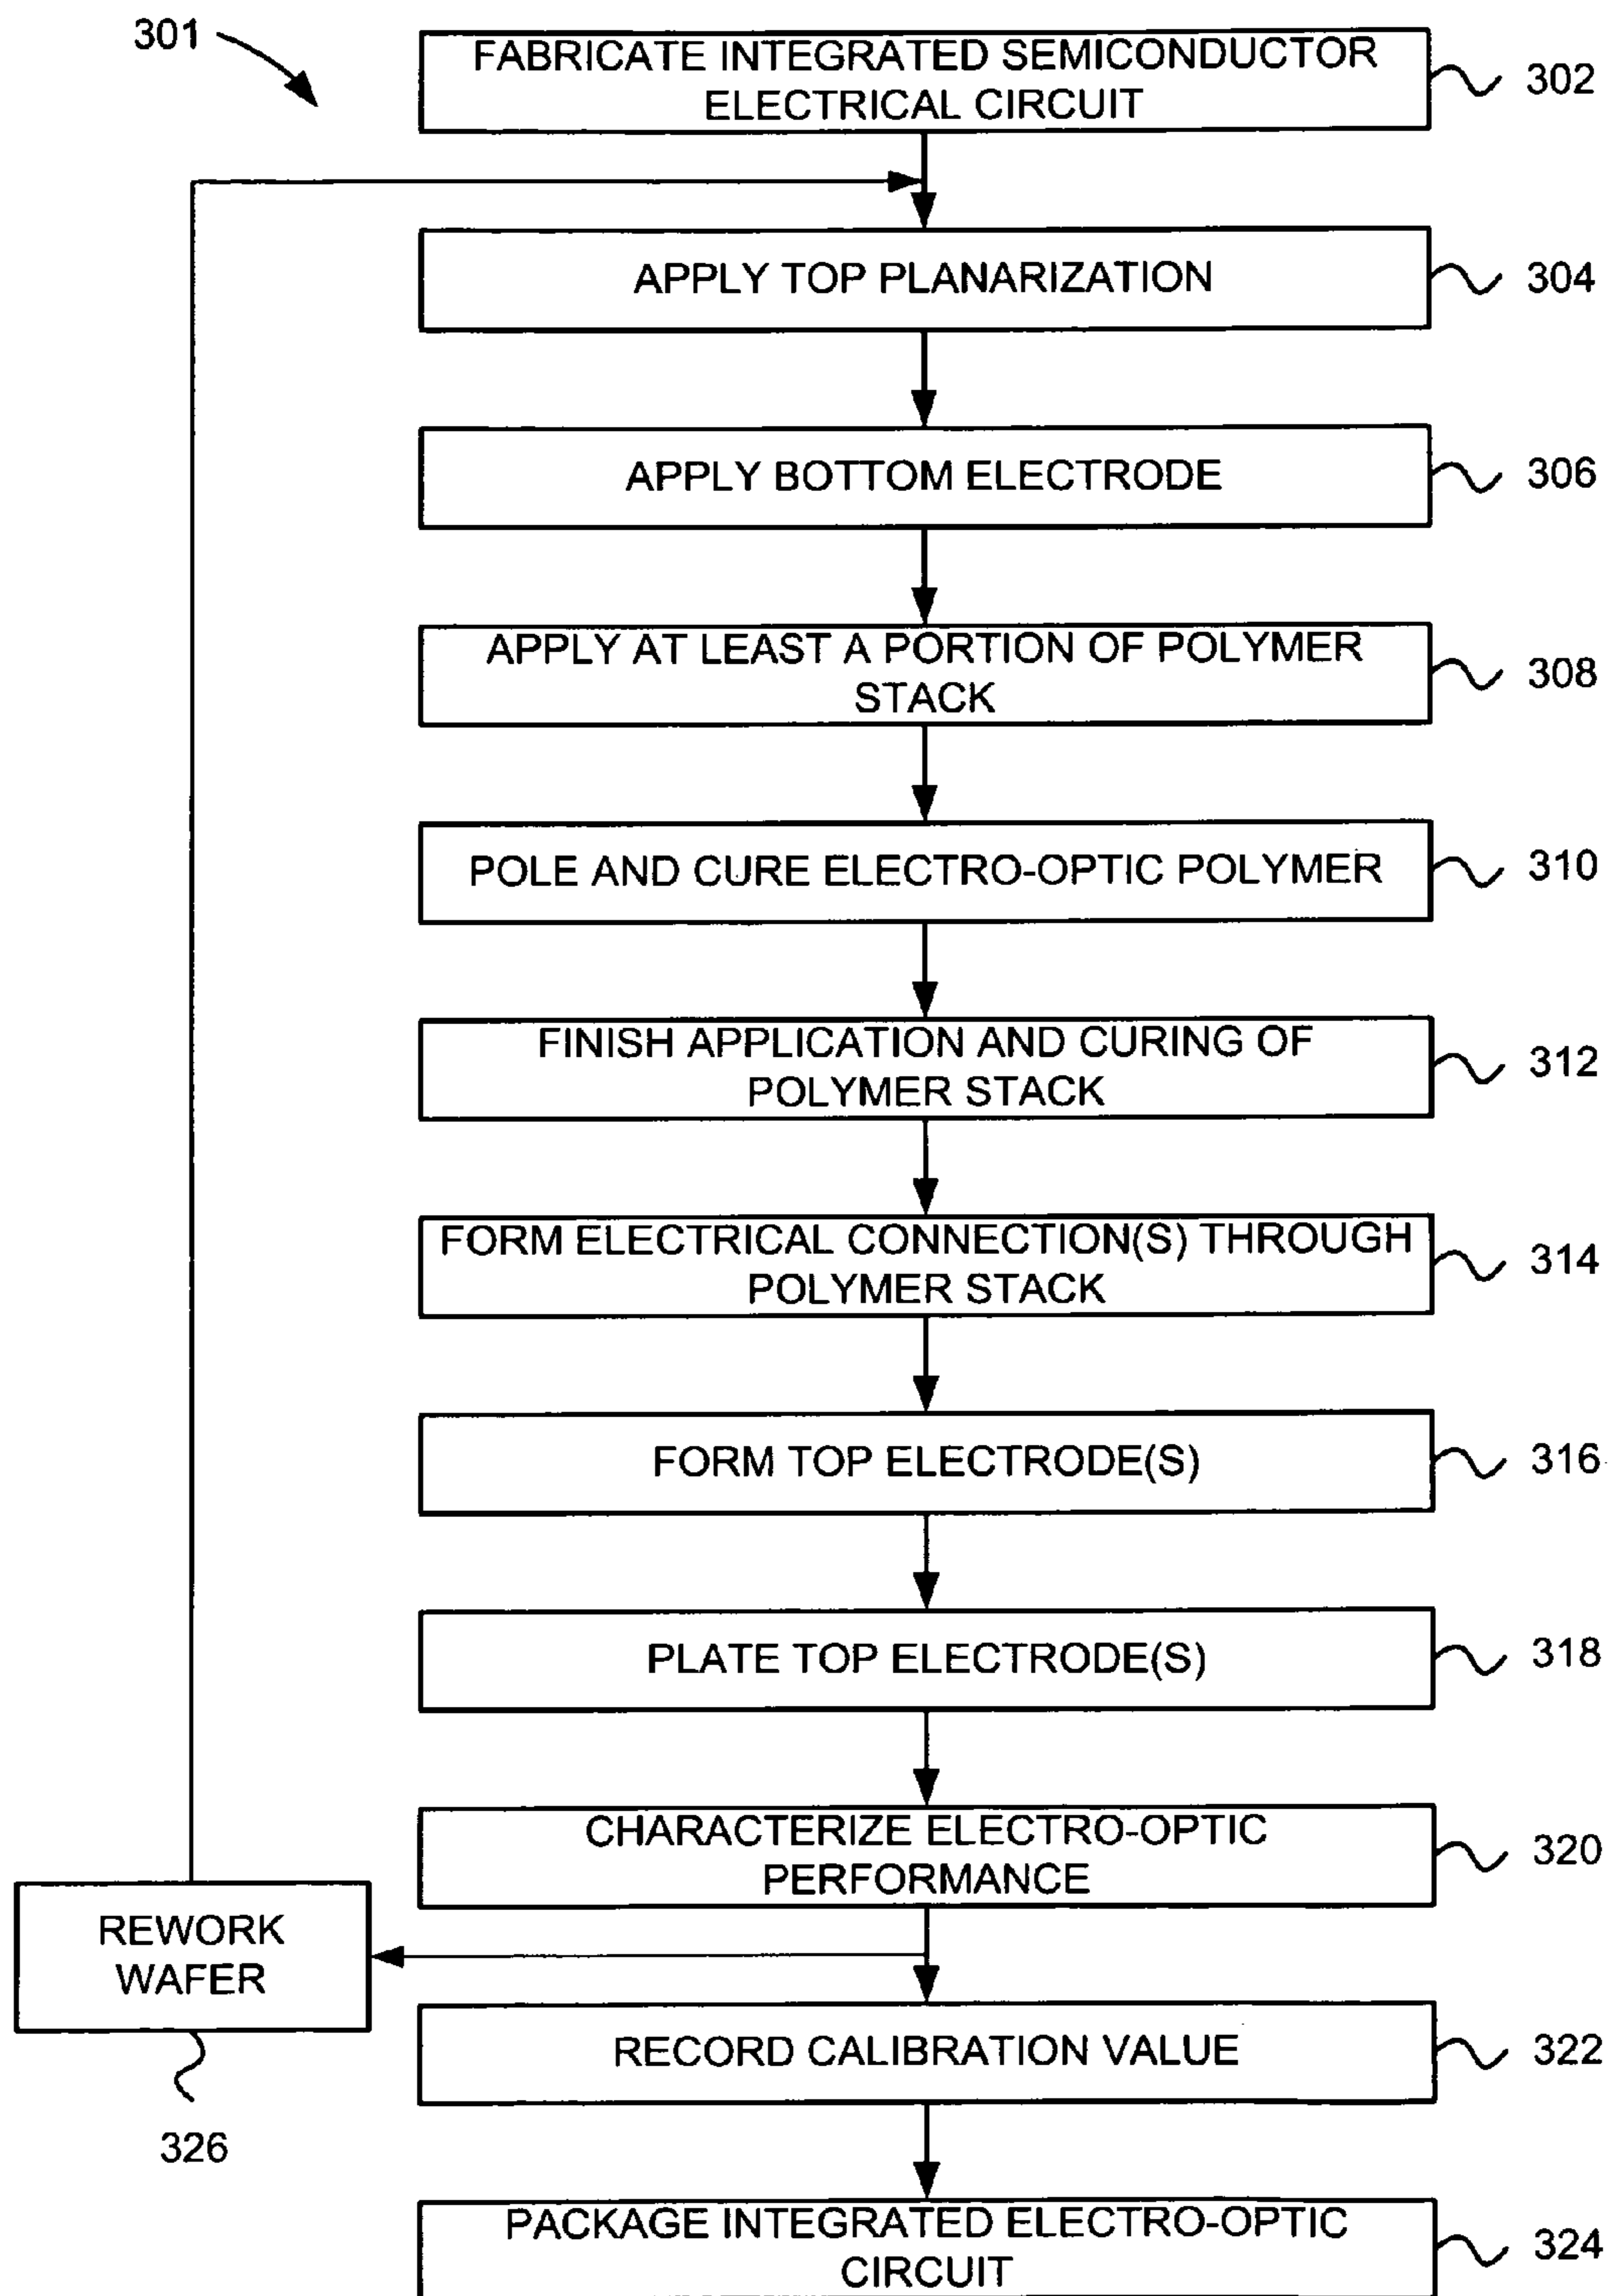 301
FABRICATE INTEGRATED SEMICONDUCTOR
ELECTRICAL CIRCUIT
302
APPLY TOP PLANARIZATION
304
APPLY BOTTOM ELECTRODE
306
APPLY AT LEAST A PORTION OF POLYMER
STACK
308
POLE AND CURE ELECTRO-OPTIC POLYMER
310
FINISH APPLICATION AND CURING OF
POLYMER STACK
312
FORM ELECTRICAL CONNECTION(S) THROUGH
POLYMER STACK
314
FORM TOP ELECTRODE(S)
316
PLATE TOP ELECTRODE(S)
318
CHARACTERIZE ELECTRO-OPTIC
PERFORMANCE
320
REWORK
WAFER
326
RECORD CALIBRATION VALUE
322
PACKAGE INTEGRATED ELECTRO-OPTIC
CIRCUIT
324